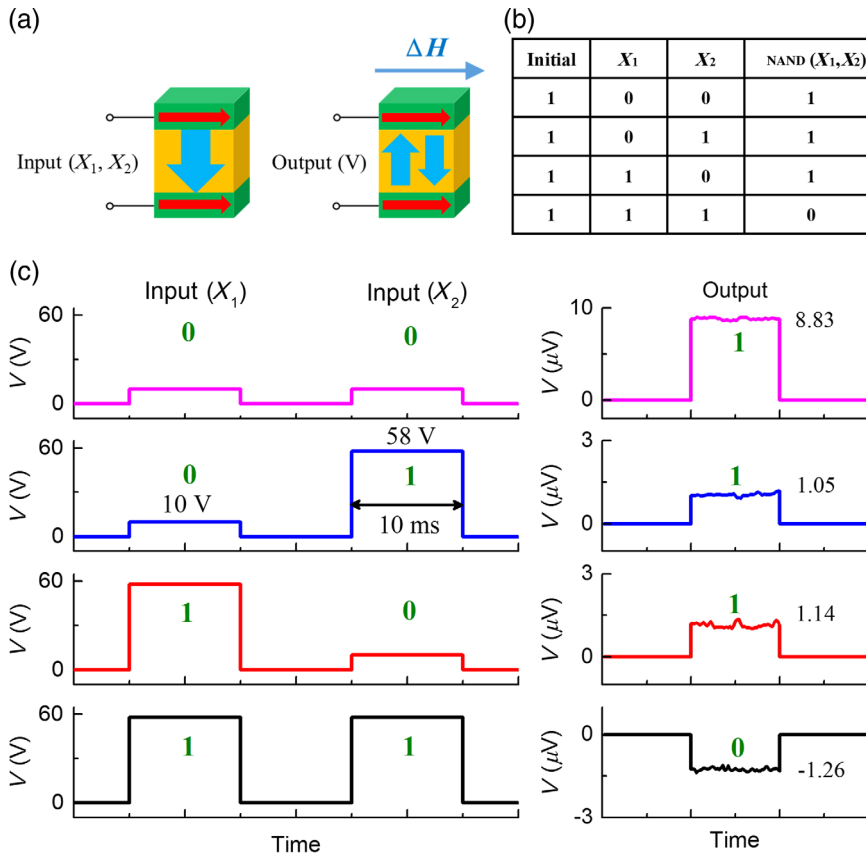 (a)
ΔH
Input (X1, X2)
Output (V)
(b)
Initial X1 X2 NAND (X1,X2)
1 0 0 1
1 0 1 1
1 1 0 1
1 1 1 0
(c)
Input (X1) Input (X2) Output
60
0
V (V)
0 0
10
5
0
V (μV)
1
8.83
60
0
V (V)
0
10 V
58 V
1
10 ms
3
0
V (μV)
1
1.05
60
0
V (V)
1 0
3
0
V (μV)
1
1.14
60
0
V (V)
1 1
0
-3
V (μV)
0
-1.26
Time Time